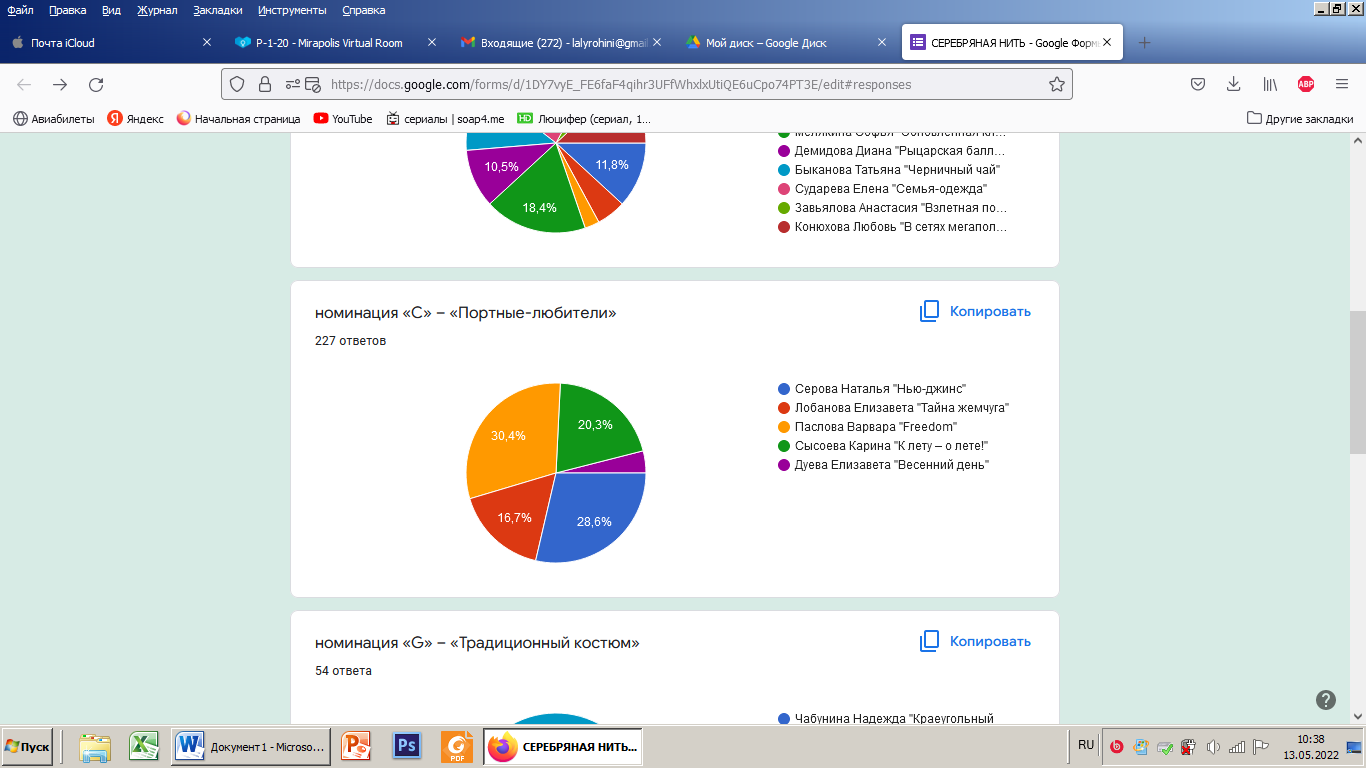 Файл Правка Вид Журнал Закладки Инструменты Справка
Почта iCloud
P-1-20 - Mirapolis Virtual Room
Входящие (272) - lalyrohini@gmai
Мой диск – Google Диск
СЕРЕБРЯНАЯ НИТЬ - Google Форм
https://docs.google.com/forms/d/1DY7vyE_FE6faF4qihr3UFfWhxlxUtiQE6uCpo74PT3E/edit#responses
ABP
Авиабилеты
Яндекс
Начальная страница
YouTube
сериалы | soap4.me
HD Люцифер (сериал, 1...
Другие закладки
10,5%
11,8%
18,4%
Демидова Диана "Рыцарская балл...
Быканова Татьяна "Черничный чай"
Сударева Елена "Семья-одежда"
Завьялова Анастасия "Взлетная по...
Конюхова Любовь "В сетях мегапол...
номинация «C» – «Портные-любители»
Копировать
227 ответов
30,4%
20,3%
16,7%
28,6%
Серова Наталья "Нью-джинс"
Лобанова Елизавета "Тайна жемчуга"
Паслова Варвара "Freedom"
Сысоева Карина "К лету – о лете!"
Дуева Елизавета "Весенний день"
номинация «G» – «Традиционный костюм»
Копировать
54 ответа
Чабунина Надежда "Краеугольный
Пуск
Документ1 - Microso...
Ps
PDF
СЕРЕБРЯНАЯ НИТЬ...
RU
10:38
13.05.2022